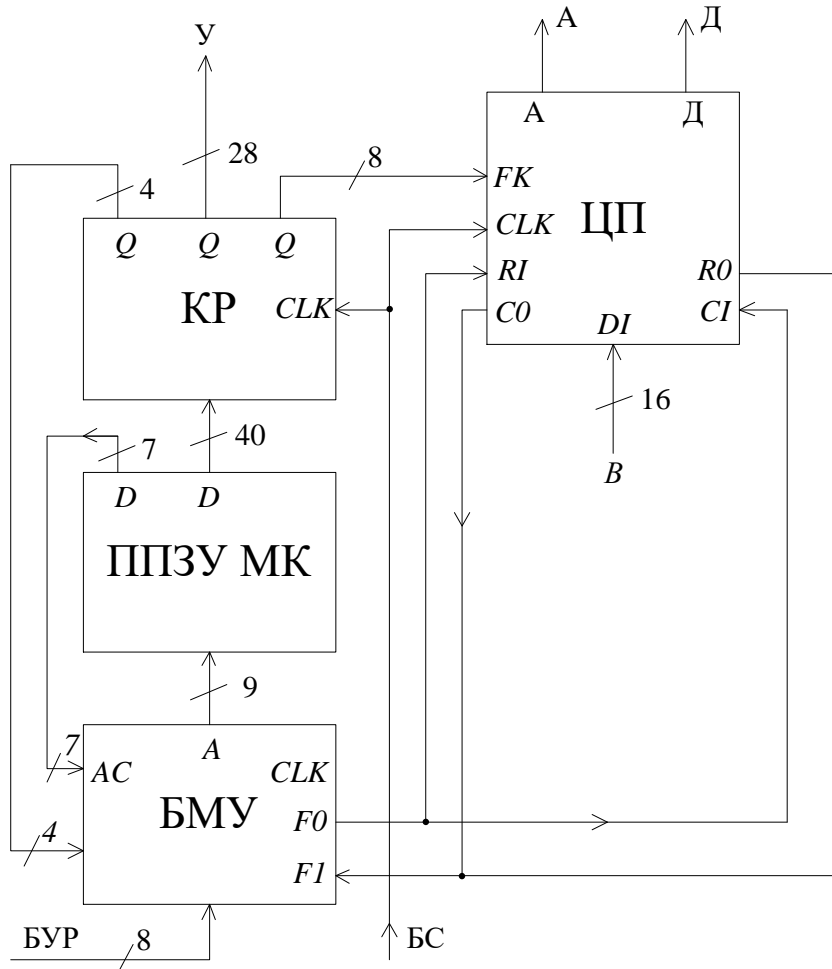 А Д
У
28
8
4
А Д
FK
Q Q Q
CLK
ЦП
RI R0
КР
CLK
C0 CI
DI
16
40
7
B
D D
ППЗУ МК
9
A
7
AC CLK
БМУ
F0
4
F1
БУР
8
БС